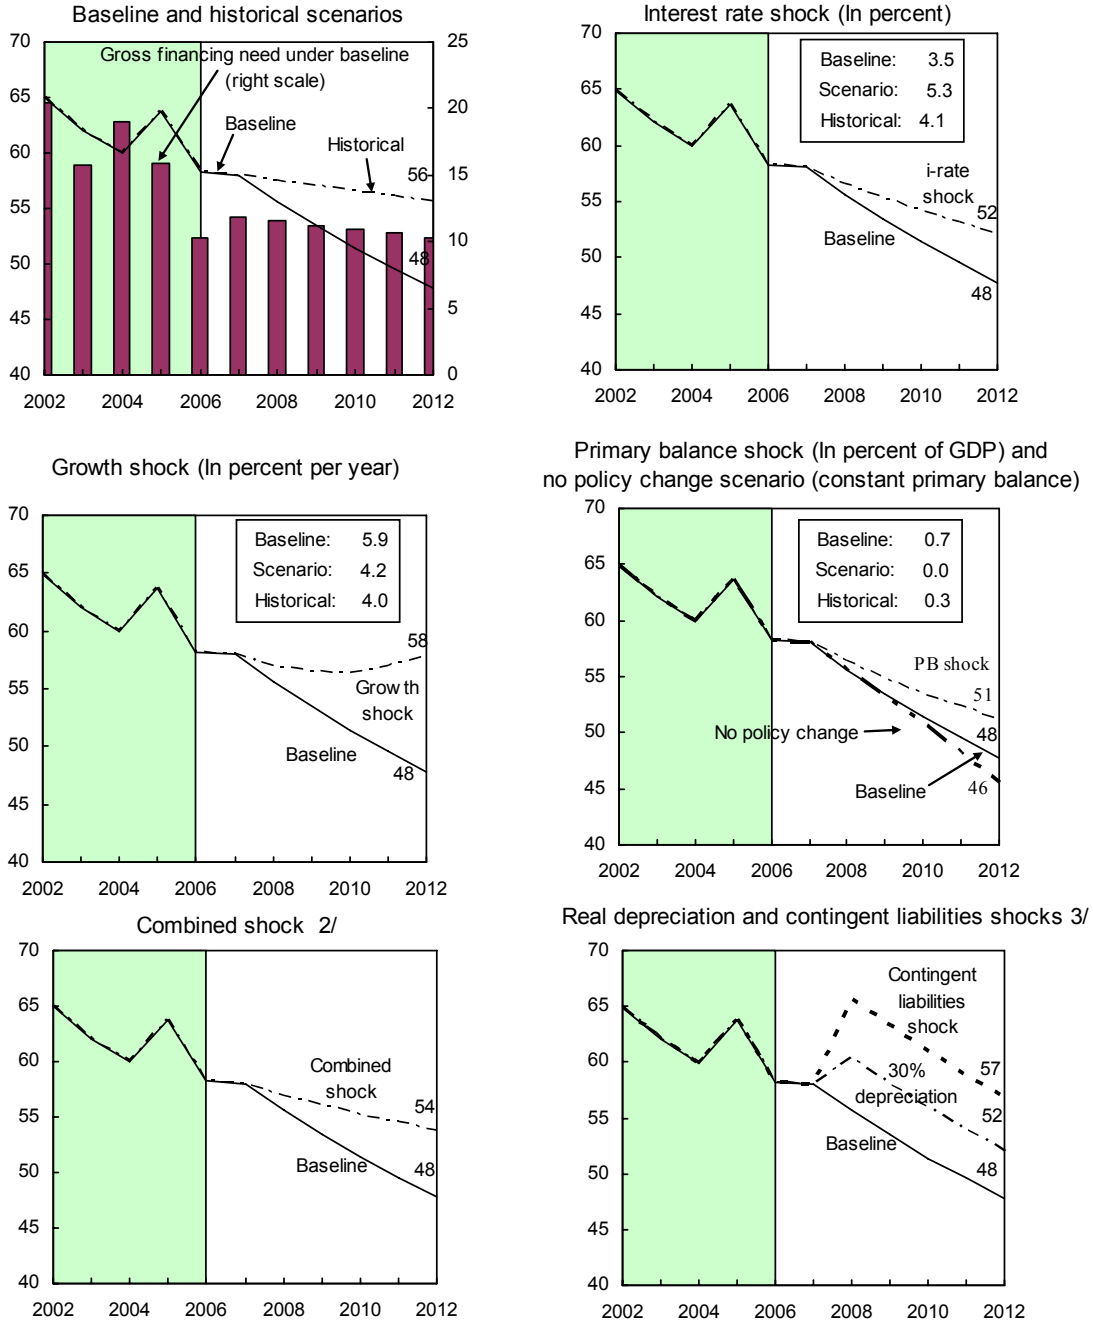 Baseline and historical scenarios
70
65
60
55
50
45
40
25
20
15
10
5
0
Gross financing need under baseline
(right scale)
Baseline
Historical
56
48
2002 2004 2006 2008 2010 2012
Interest rate shock (In percent)
70
65
60
55
50
45
40
Baseline: 3.5
Scenario: 5.3
Historical: 4.1
i-rate
shock
52
Baseline
48
2002 2004 2006 2008 2010 2012
Growth shock (In percent per year)
70
65
60
55
50
45
40
Baseline: 5.9
Scenario: 4.2
Historical: 4.0
58
Growth
shock
Baseline
48
2002 2004 2006 2008 2010 2012
Primary balance shock (In percent of GDP) and
no policy change scenario (constant primary balance)
70
65
60
55
50
45
40
Baseline: 0.7
Scenario: 0.0
Historical: 0.3
PB shock
51
No policy change
48
Baseline
46
2002 2004 2006 2008 2010 2012
Combined shock 2/
70
65
60
55
50
45
40
Combined
shock
54
Baseline
48
2002 2004 2006 2008 2010 2012
Real depreciation and contingent liabilities shocks 3/
70
65
60
55
50
45
40
Contingent
liabilities
shock
57
30%
depreciation
52
Baseline
48
2002 2004 2006 2008 2010 2012